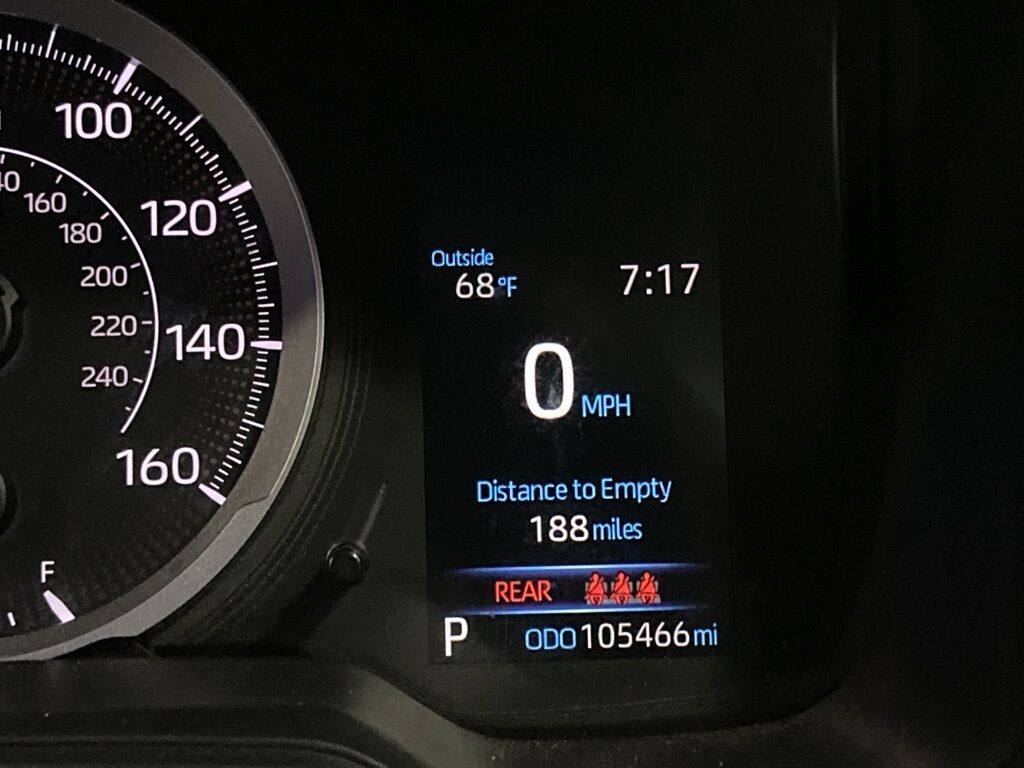 100
120
140
160
160
180
200
220
240
F
Outside
68°F
7:17
0 MPH
Distance to Empty
188 miles
REAR
P
ODO 105466 mi